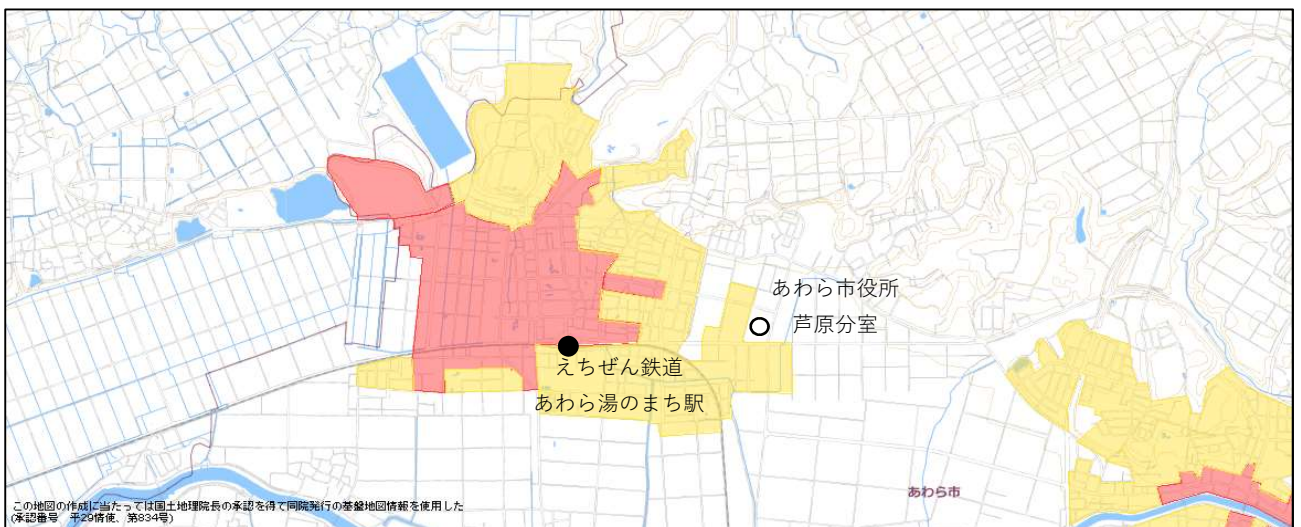 あわら市役所
芦原分室
えちぜん鉄道
あわら湯のまち駅
あわら市
この地図の作成に当たっては国土地理院長の承認を得て同院発行の基盤地図情報を使用した
(承認番号　平29情使、第834号)